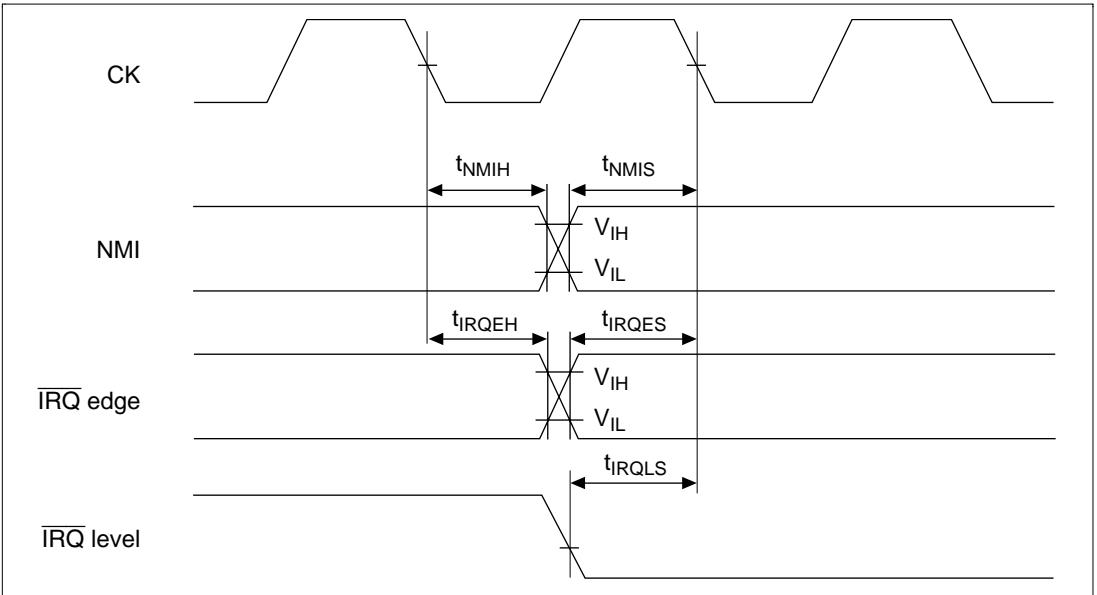 CK
tNMIH tNMIS
NMI
VIH
VIL
tIRQEH tIRQES
IRQ edge
VIH
VIL
tIRQLS
IRQ level